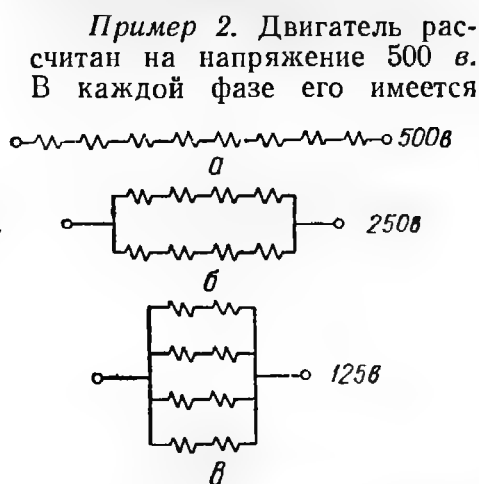 Пример 2. Двигатель рас-
считан на напряжение 500 в.
В каждой фазе его имеется
500в
а
250в
б
125в
в